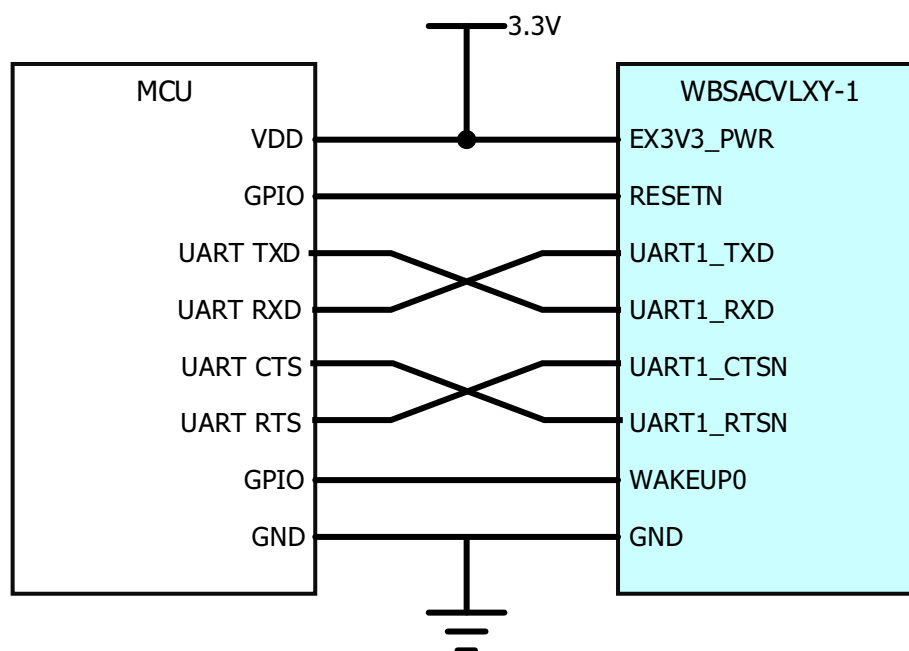 3.3V
MCU
WBSACVLXY-1
VDD
EX3V3_PWR
GPIO
RESETN
UART TXD
UART1_TXD
UART RXD
UART1_RXD
UART CTS
UART1_CTSN
UART RTS
UART1_RTSN
GPIO
WAKEUP0
GND
GND